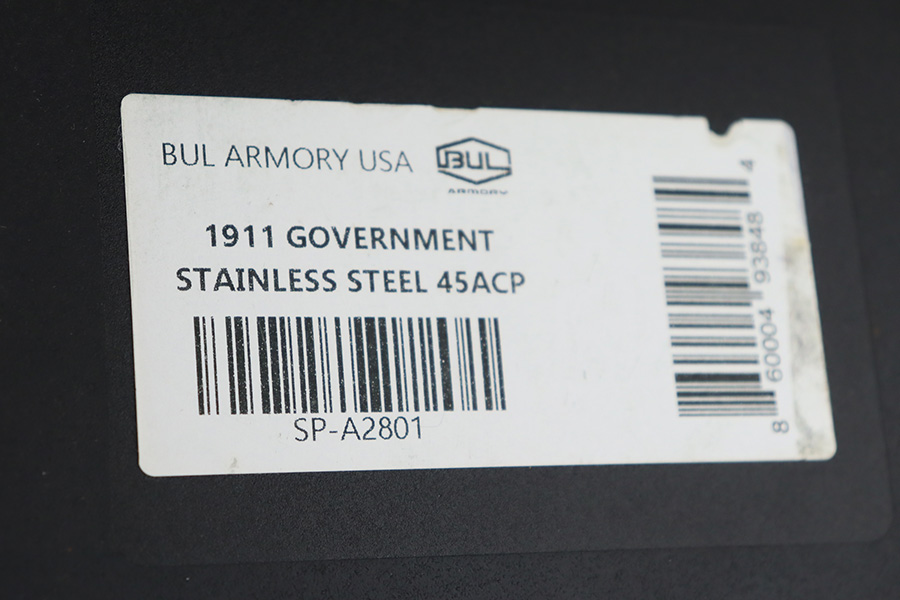 BUL ARMORY USA
BUL
ARMORY
1911 GOVERNMENT
STAINLESS STEEL 45ACP
SP-A2801
8 60004 93848 4